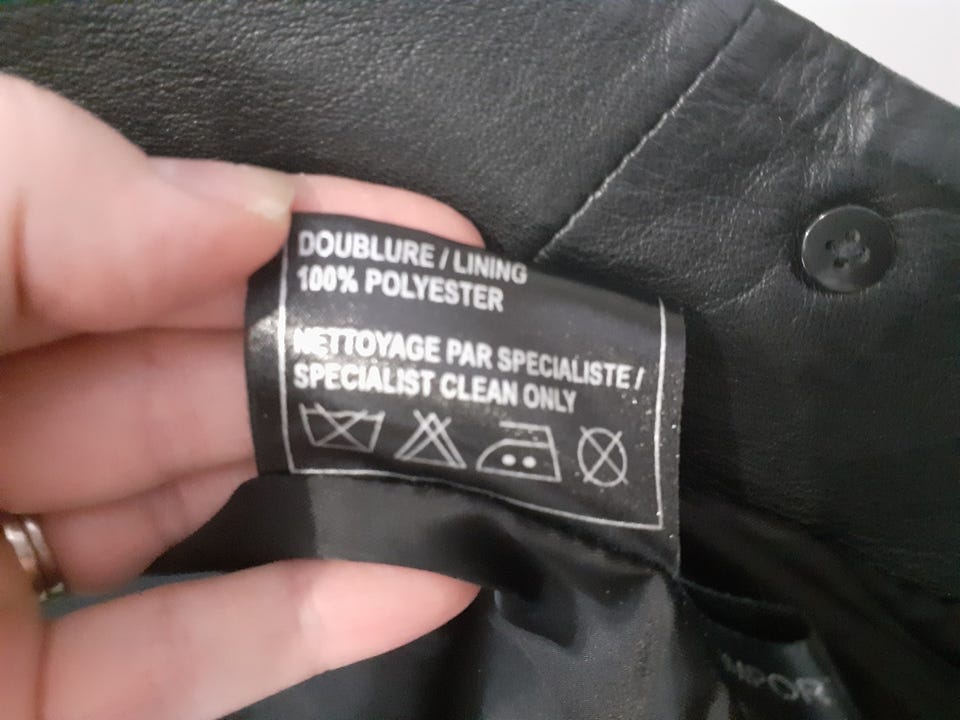 DOUBLURE / LINING
100% POLYESTER
NETTOYAGE PAR SPECIALISTE /
SPECIALIST CLEAN ONLY